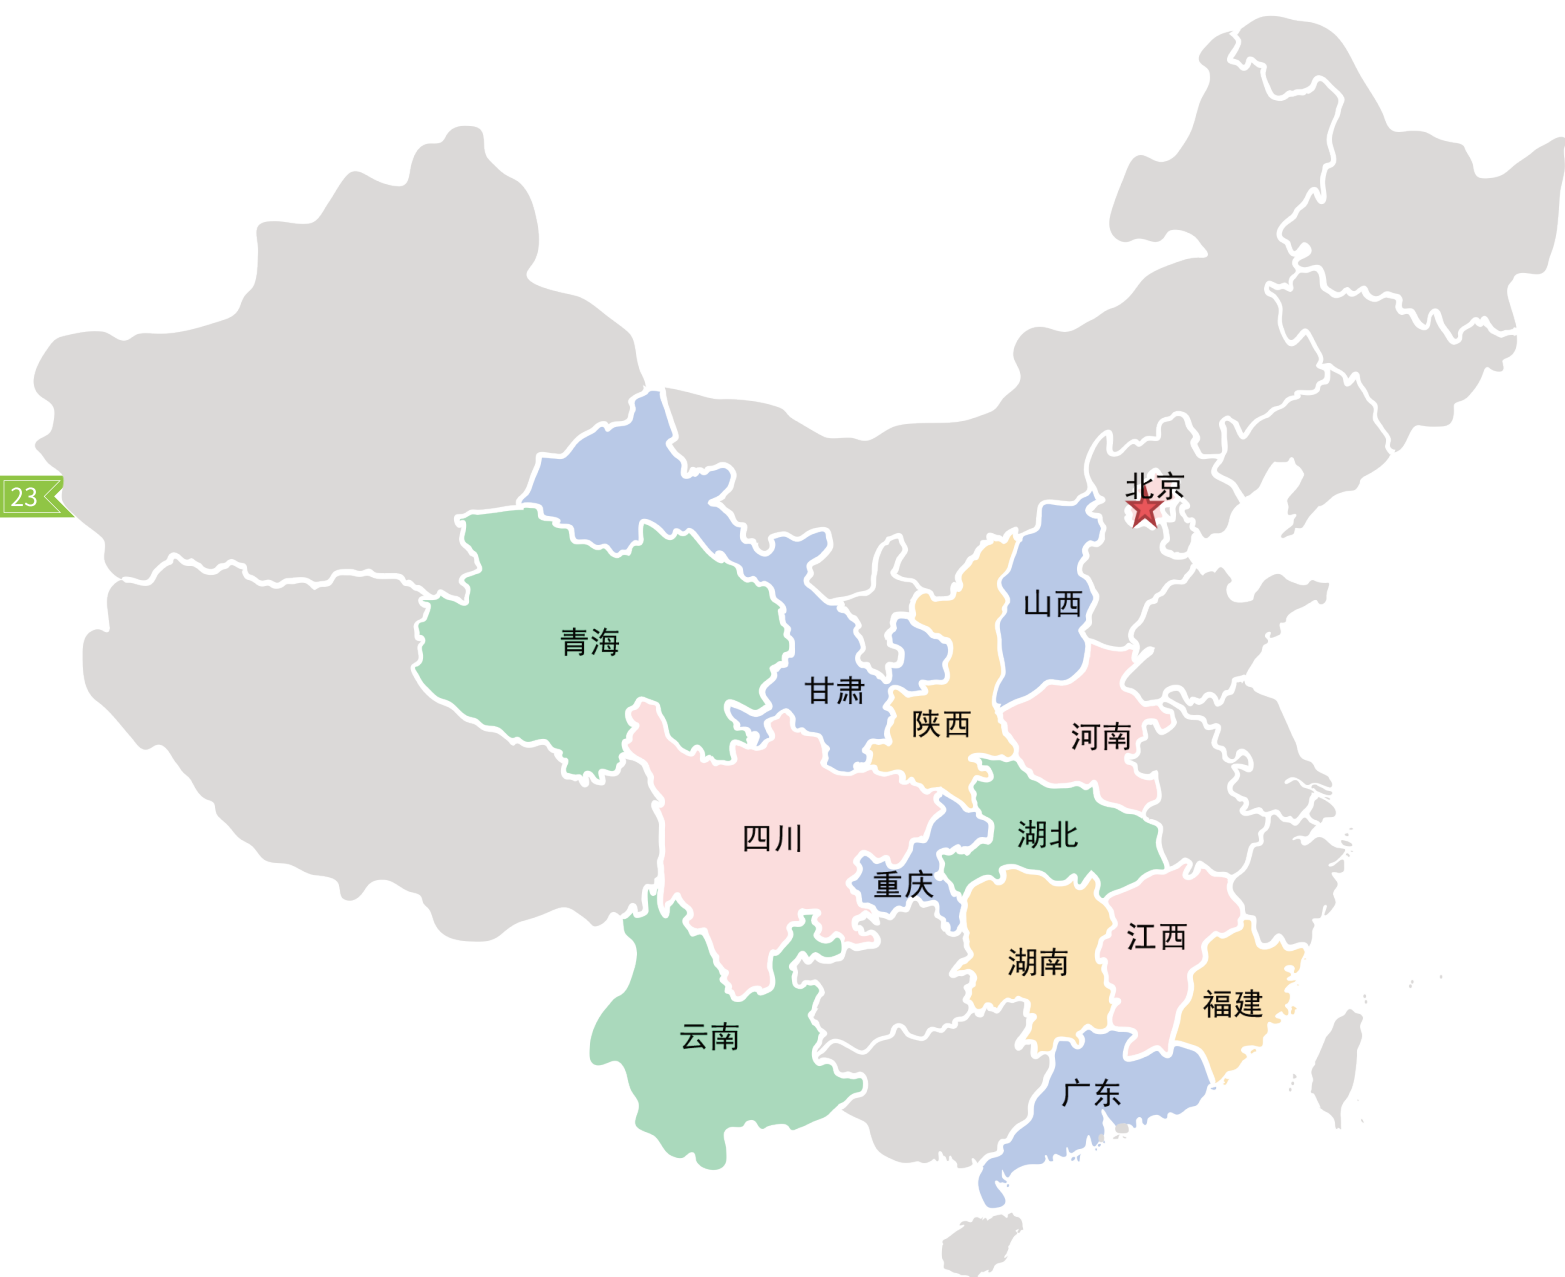 北京
23
山西
青海
甘肃
陕西
河南
四川
湖北
重庆
江西
湖南
福建
云南
广东